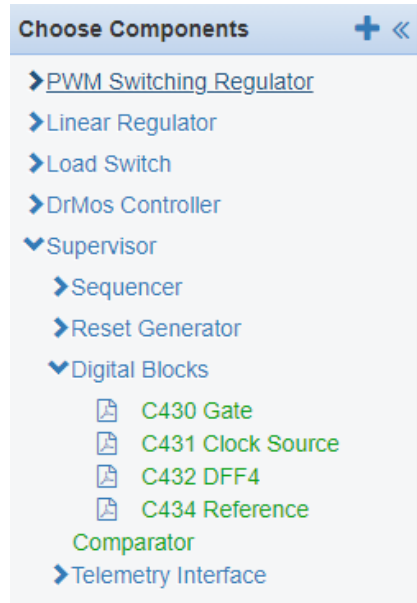 Choose Components
PWM Switching Regulator
Linear Regulator
Load Switch
DrMos Controller
Supervisor
Sequencer
Reset Generator
Digital Blocks
C430 Gate
C431 Clock Source
C432 DFF4
C434 Reference
Comparator
Telemetry Interface